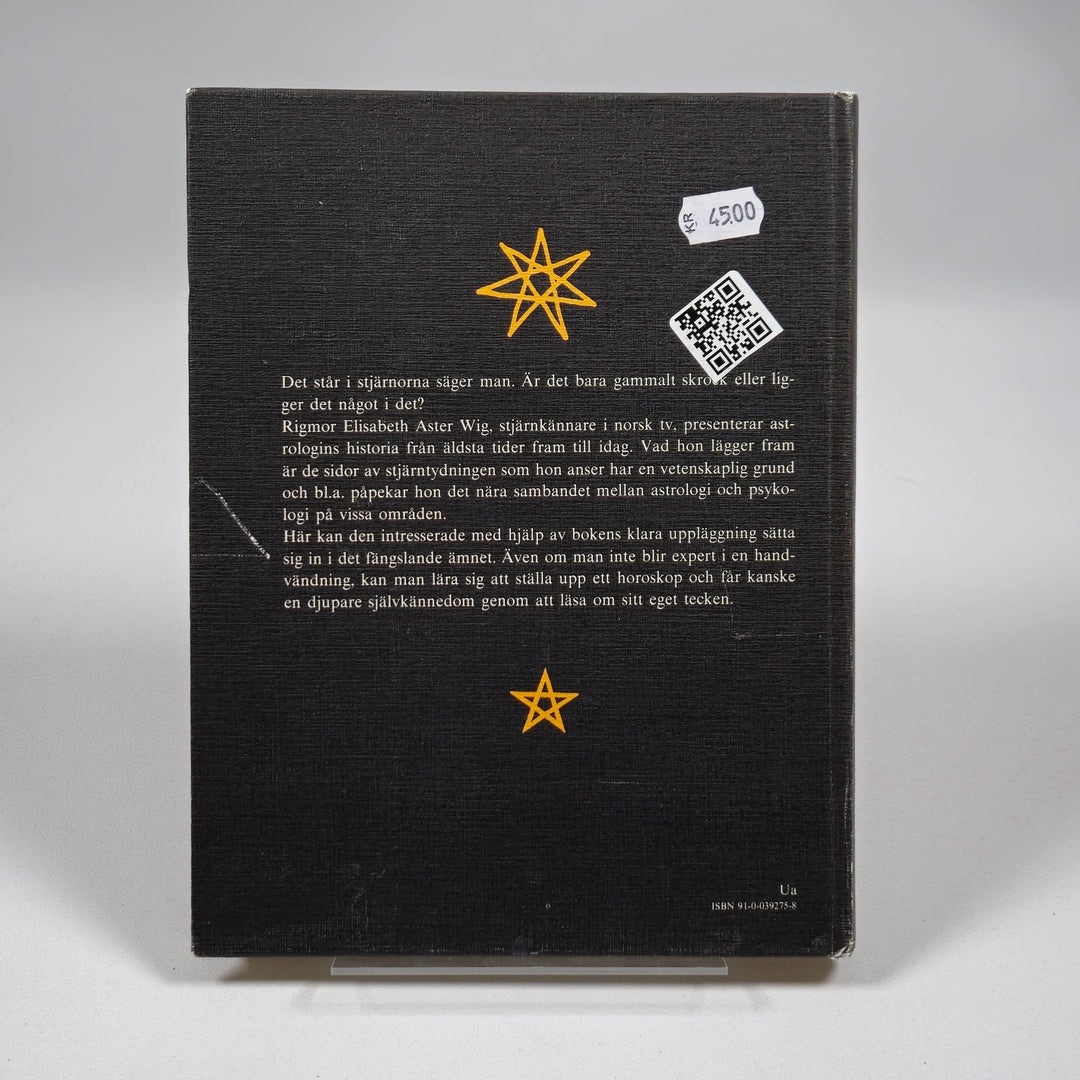 KR 45.00
Det står i stjärnorna säger man. Är det bara gammalt skrock eller lig-
ger det något i det?
Rigmor Elisabeth Aster Wig, stjärnkännare i norsk tv, presenterar ast-
rologins historia från äldsta tider fram till idag. Vad hon lägger fram
är de sidor av stjärntydningen som hon anser har en vetenskaplig grund
och bl.a. påpekar hon det nära sambandet mellan astrologi och psyko-
logi på vissa områden.
Här kan den intresserade med hjälp av bokens klara uppläggning sätta
sig in i det fängslande ämnet. Även om man inte blir expert i en hand-
vändning, kan man lära sig att ställa upp ett horoskop och får kanske
en djupare självkännedom genom att läsa om sitt eget tecken.
Ua
ISBN 91-0-039275-8